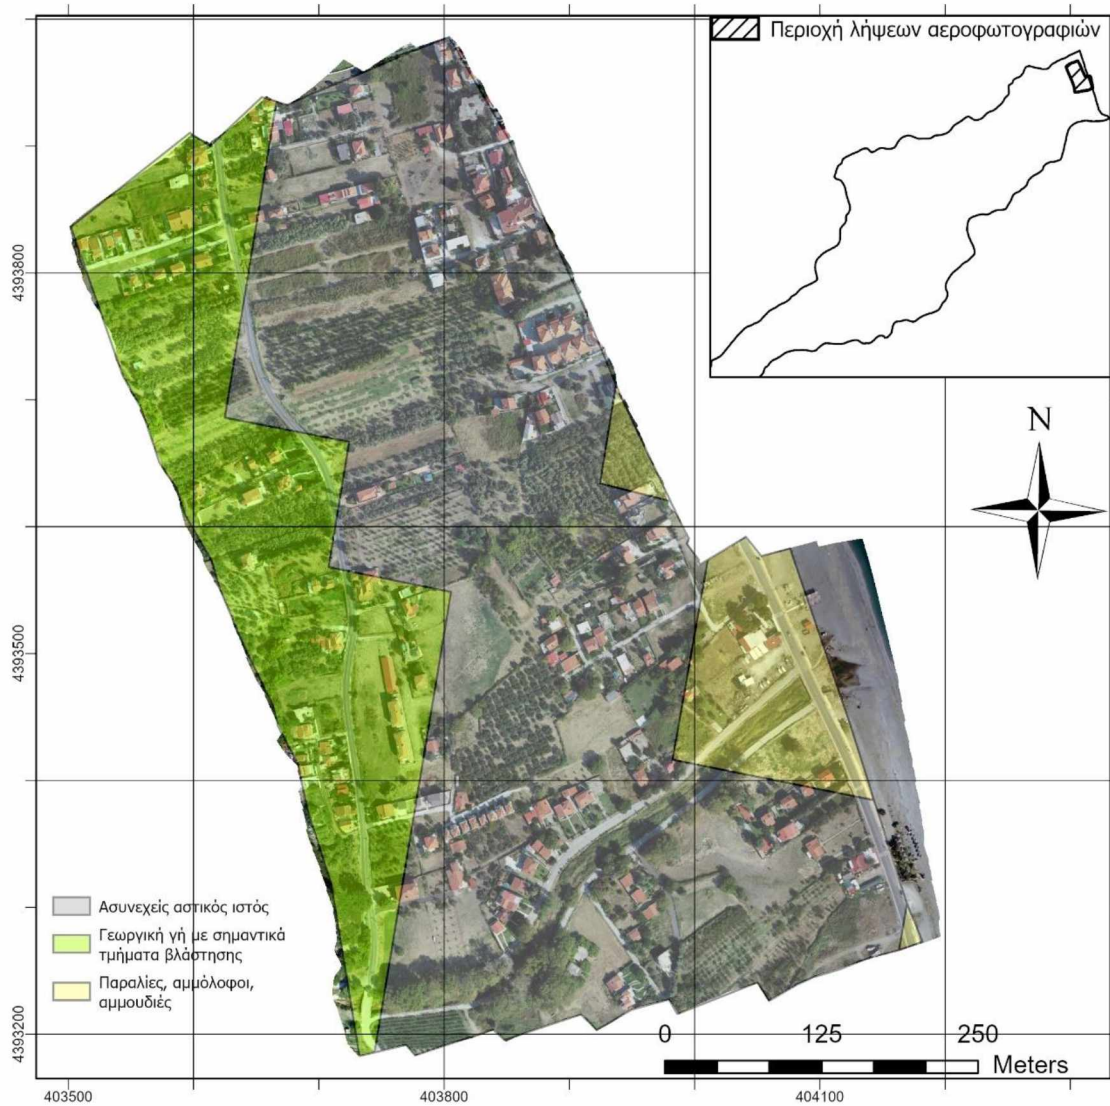 Περιοχή λήψεων αεροφωτογραφιών
N
4393800
4393500
4393200
Ασυνεχείς αστικός ιστός
Γεωργική γή με σημαντικά
τμήματα βλάστησης
Παραλίες, αμμόλοφοι,
αμμουδιές
0 125 250
Meters
403500 403800 404100